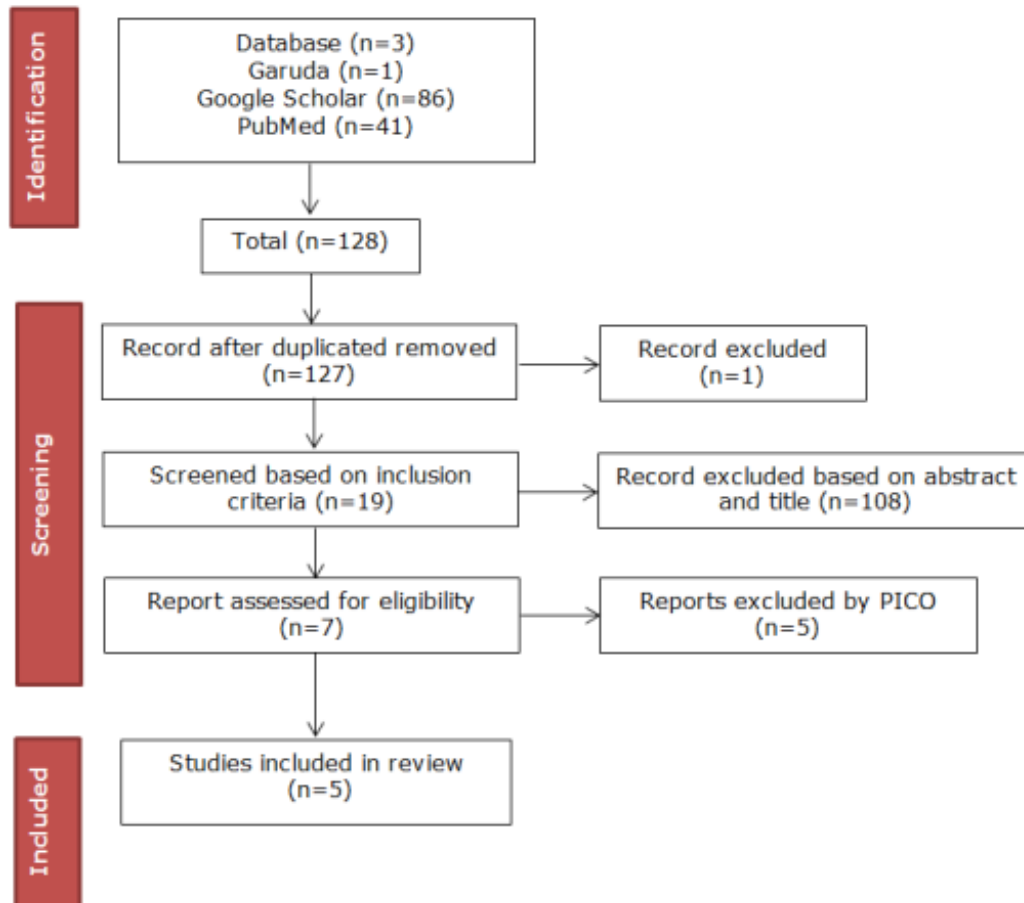 Identification
Database (n=3)
Garuda (n=1)
Google Scholar (n=86)
PubMed (n=41)
Total (n=128)
Screening
Record after duplicated removed
(n=127)
Record excluded
(n=1)
Screened based on inclusion
criteria (n=19)
Record excluded based on abstract
and title (n=108)
Report assessed for eligibility
(n=7)
Reports excluded by PICO
(n=5)
Included
Studies included in review
(n=5)